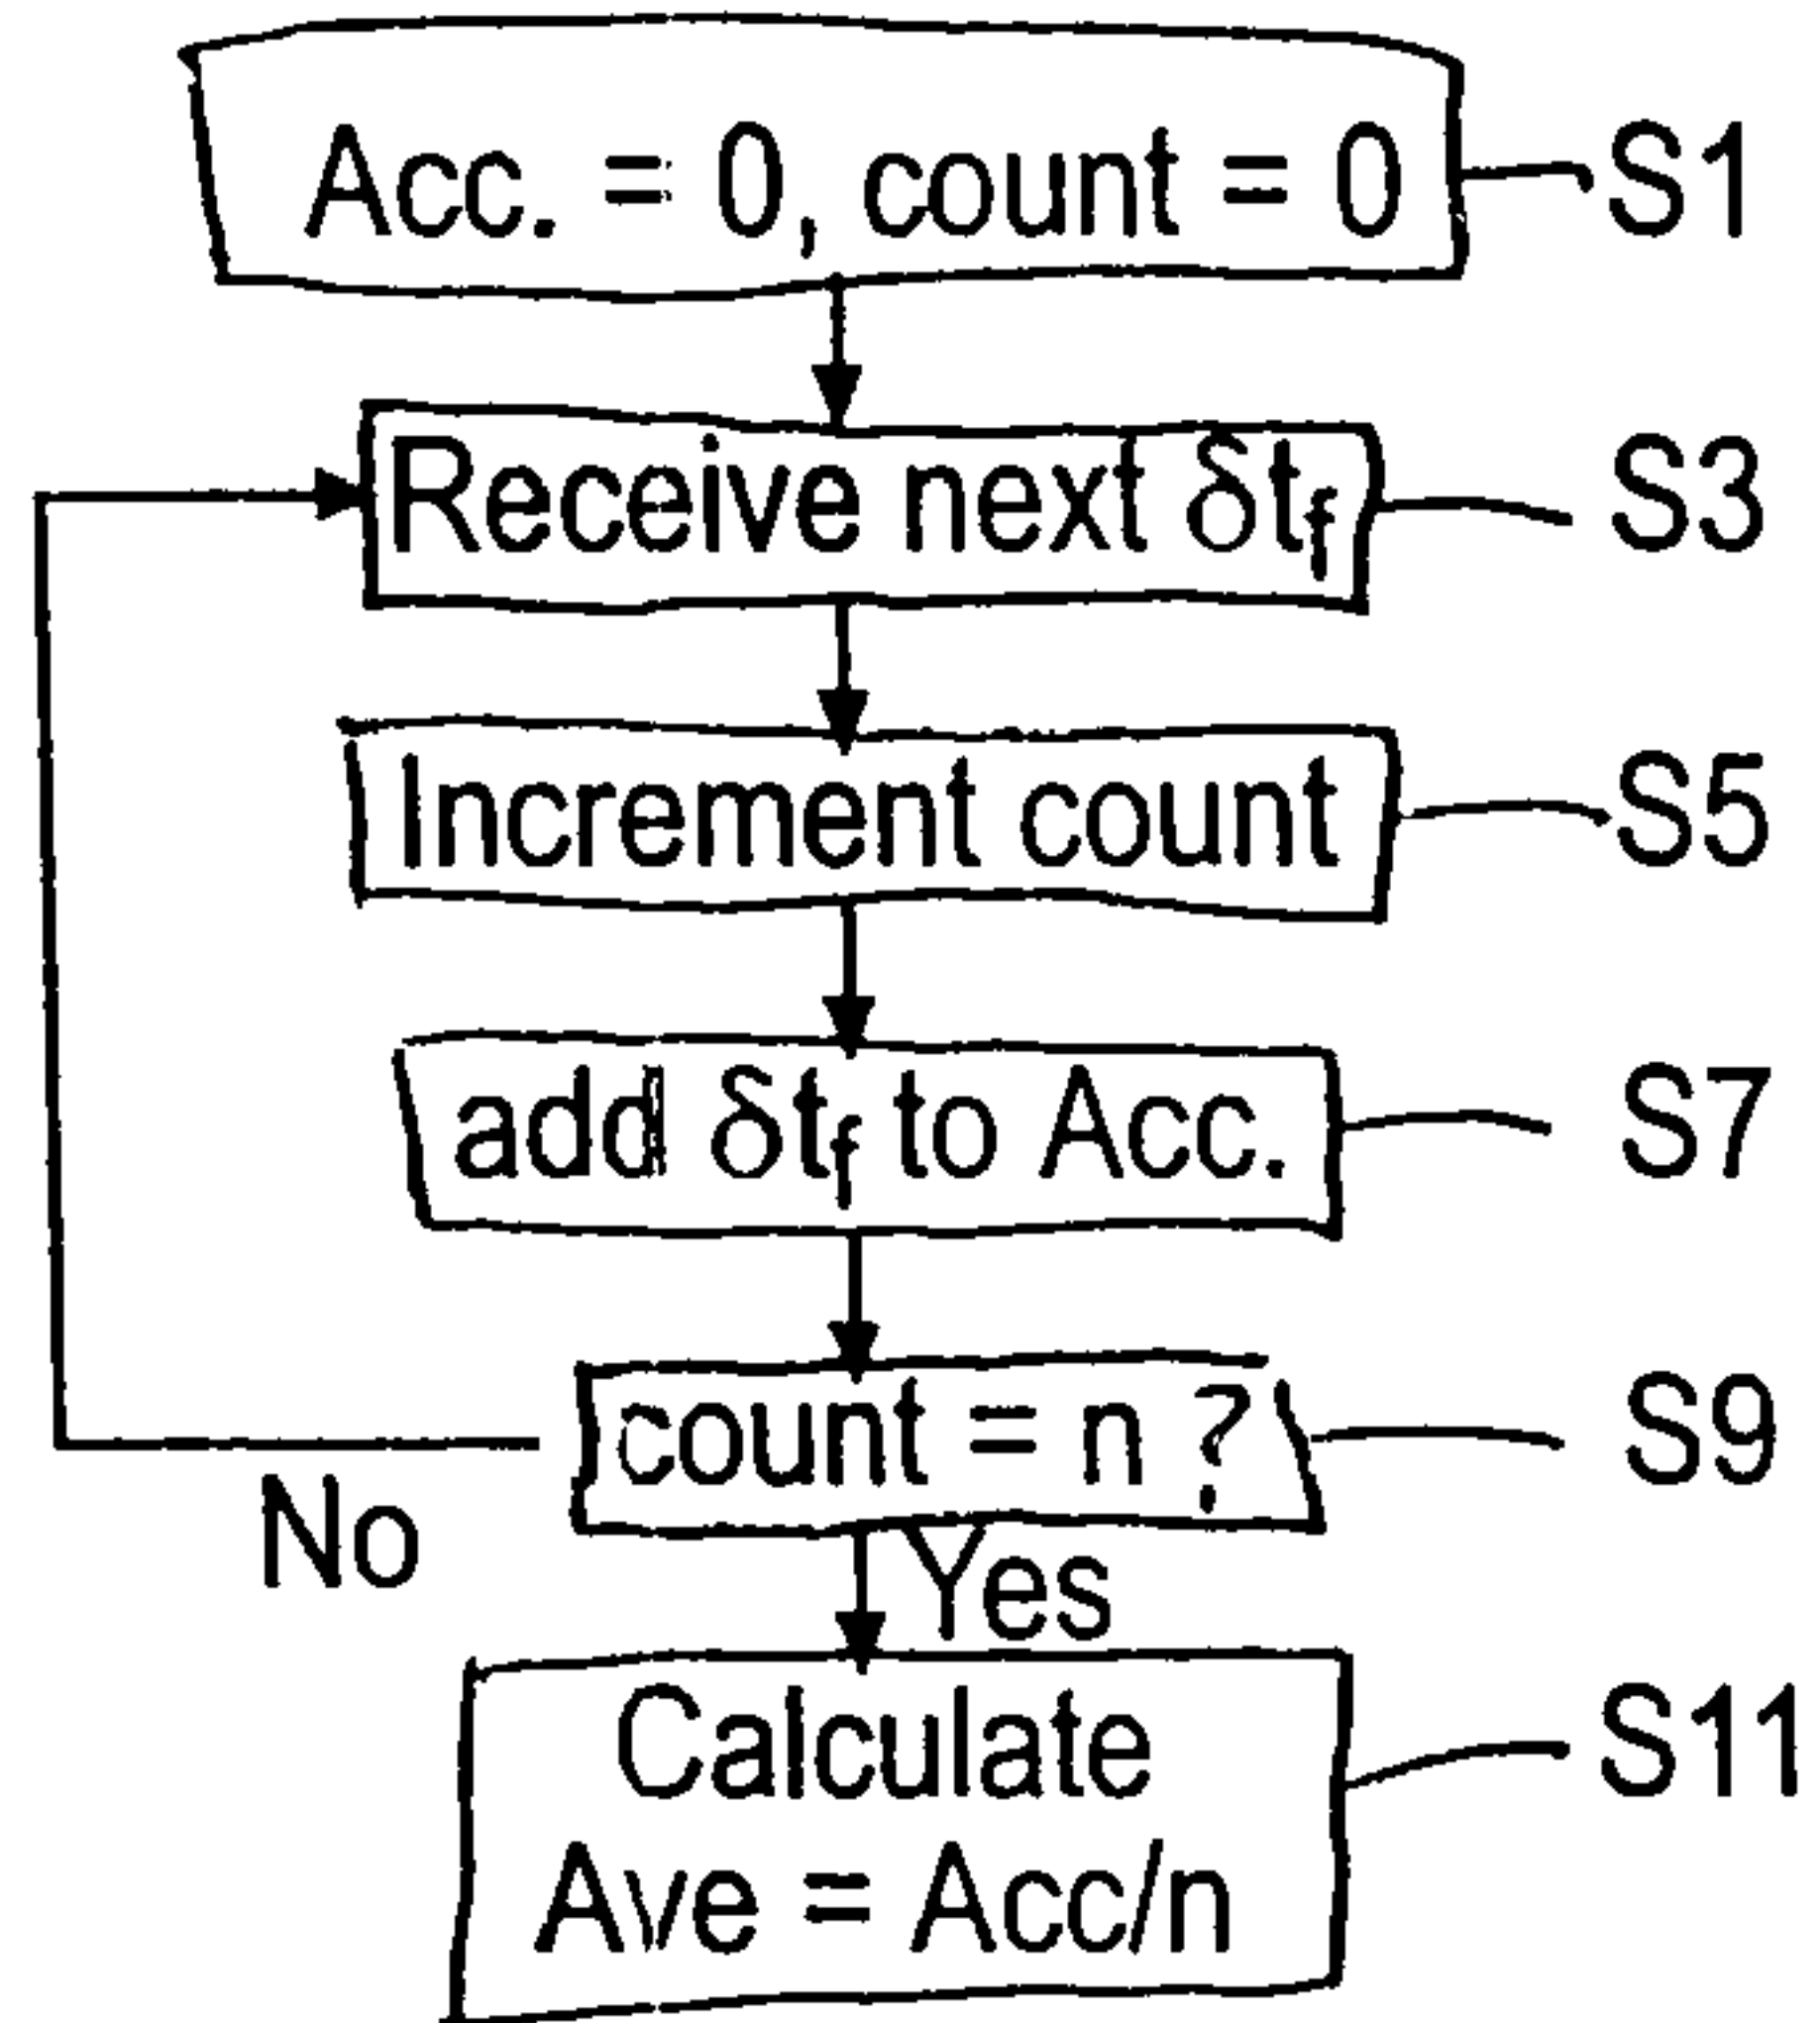 Acc. = 0, count = 0 S1
Receive next δtf S3
Increment count S5
add δtf to Acc. S7
count = n ? S9
No
Yes
Calculate
S11
Ave = Acc/n